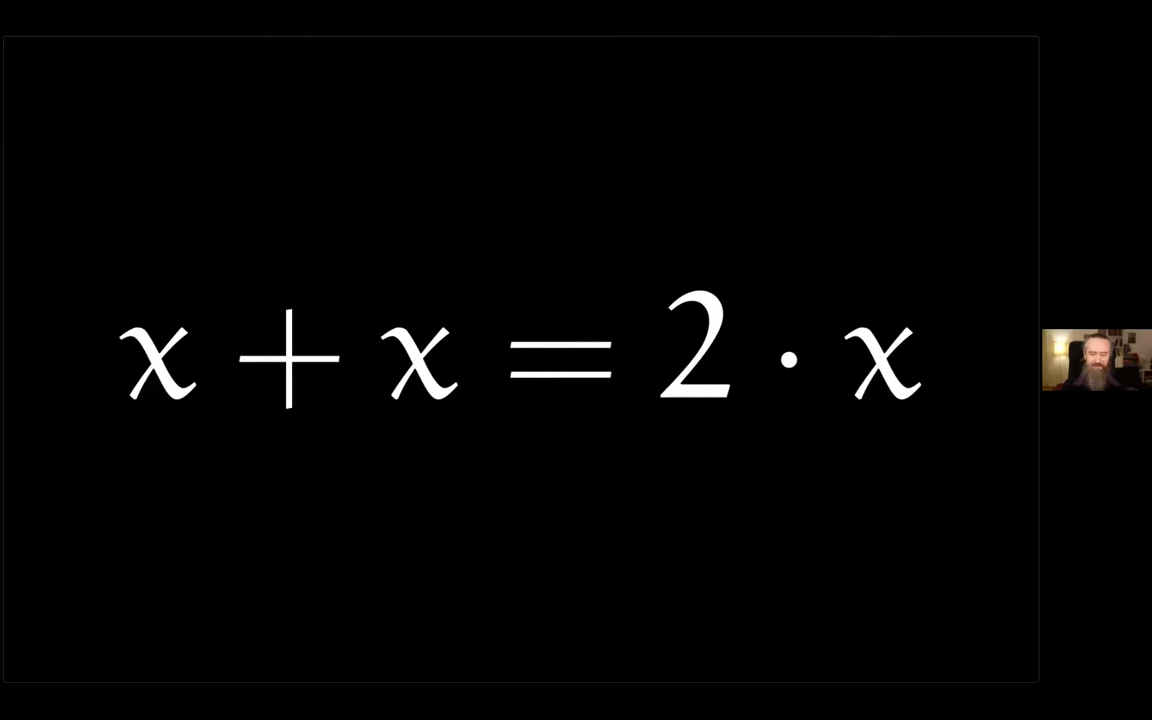 x + x = 2 · x